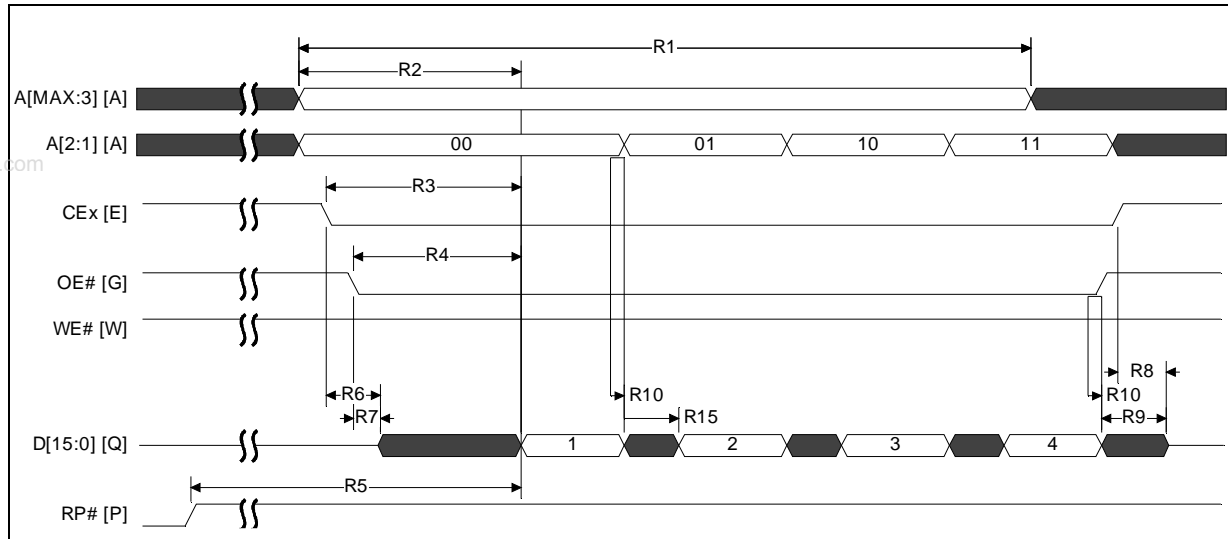 R1
R2
A[MAX:3] [A]
A[2:1] [A]
00
01
10
11
.com
R3
CEx [E]
R4
OE# [G]
WE# [W]
R6
R8
R7
R10
R15
R10
R9
D[15:0] [Q]
1
2
3
4
R5
RP# [P]